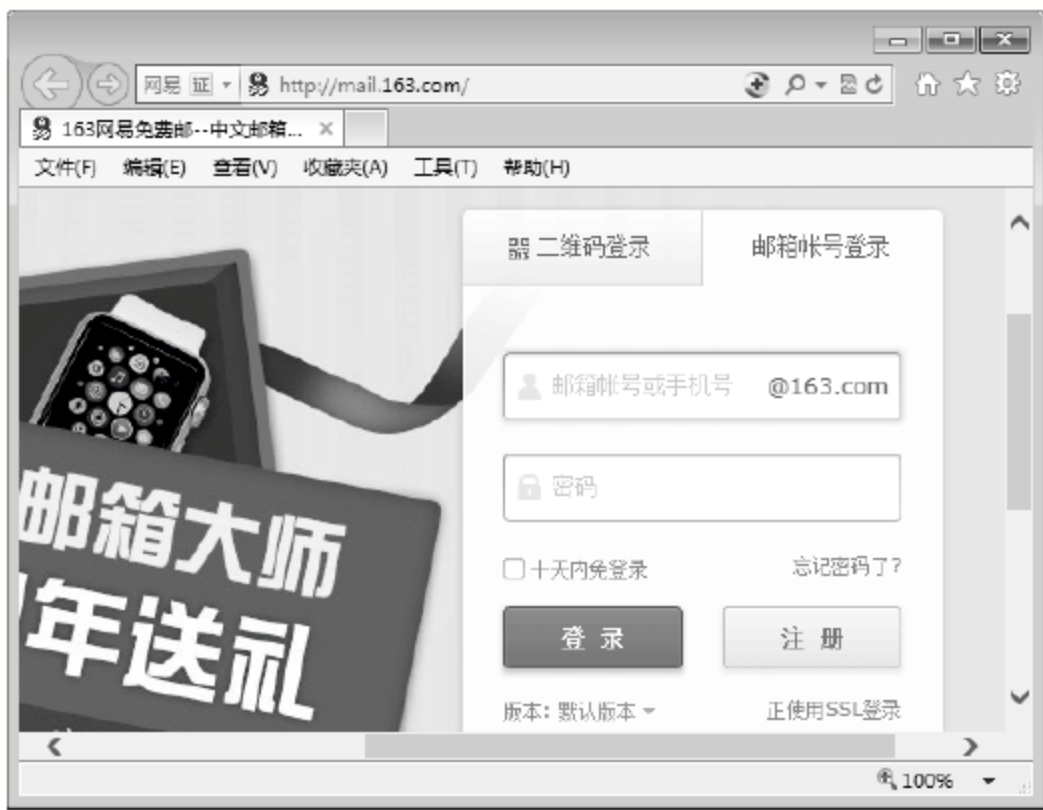 网易 证 http://mail.163.com/
163网易免费邮--中文邮箱...
文件(F) 编辑(E) 查看(V) 收藏夹(A) 工具(T) 帮助(H)
二维码登录 邮箱帐号登录
邮箱帐号或手机号 @163.com
密码
十天内免登录 忘记密码了?
登 录 注 册
版本: 默认版本 正使用SSL登录
邮箱大师
年送礼
100%